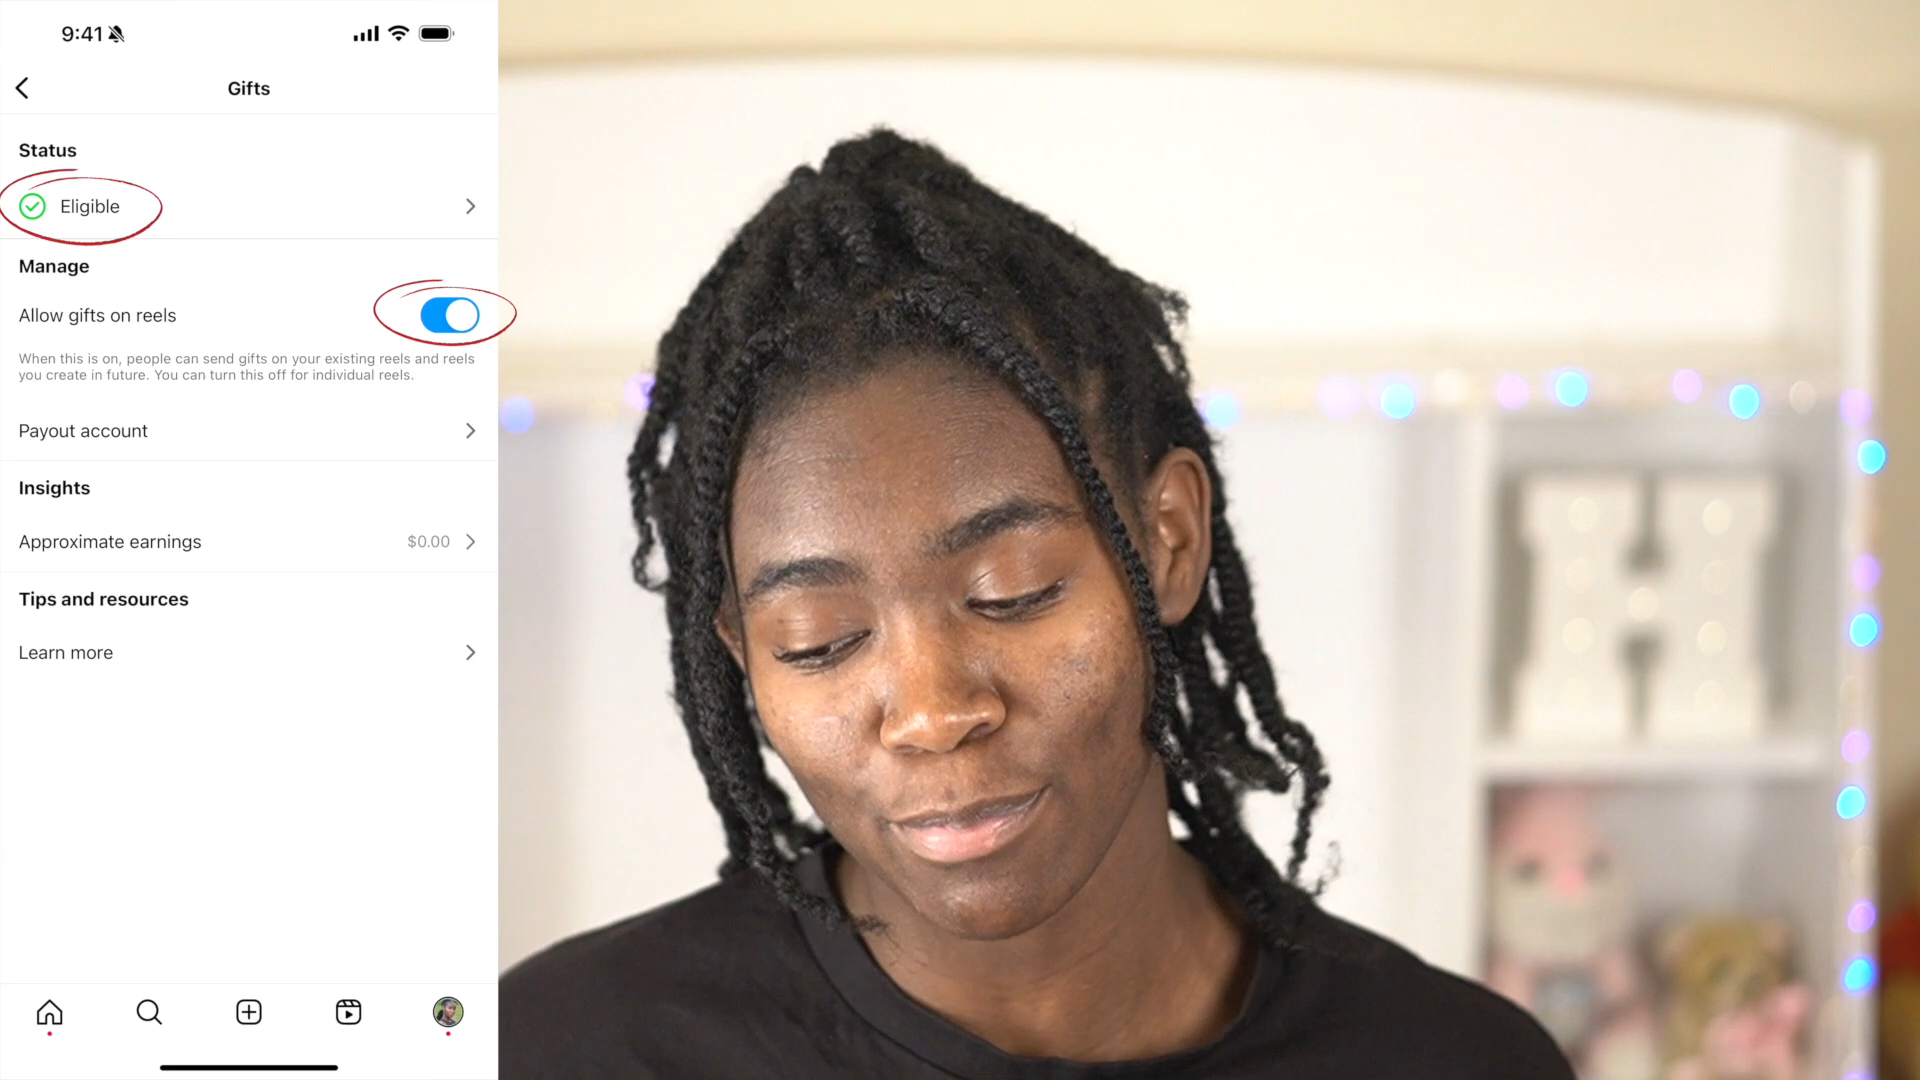 9:41
Gifts
Status
Eligible
Manage
Allow gifts on reels
When this is on, people can send gifts on your existing reels and reels
you create in future. You can turn this off for individual reels.
Payout account
Insights
Approximate earnings $0.00
Tips and resources
Learn more
H